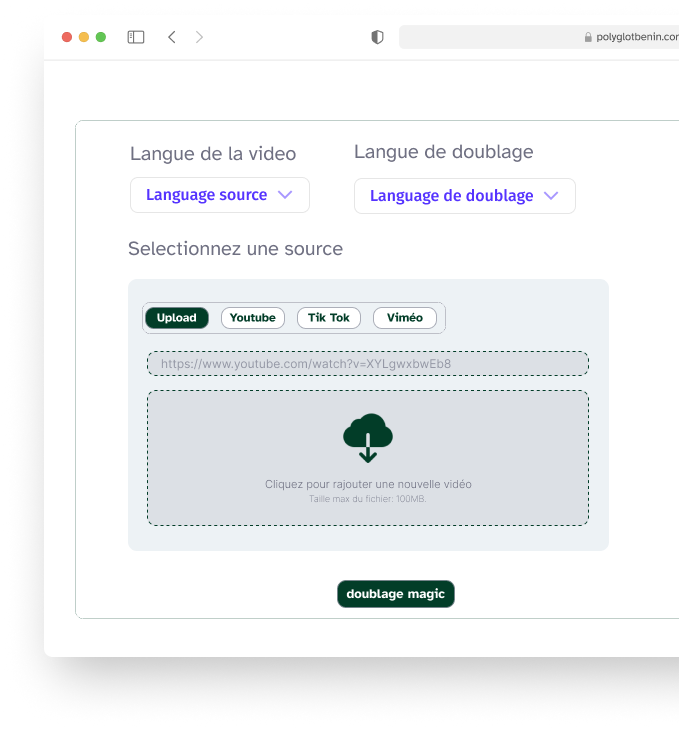 polyglotbenin.com
Langue de la video
Langue de doublage
Language source
Language de doublage
Selectionnez une source
Upload
Youtube
Tik Tok
Viméo
https://www.youtube.com/watch?v=XYLgwxbwEb8
Cliquez pour rajouter une nouvelle vidéo
Taille max du fichier: 100MB.
doublage magic